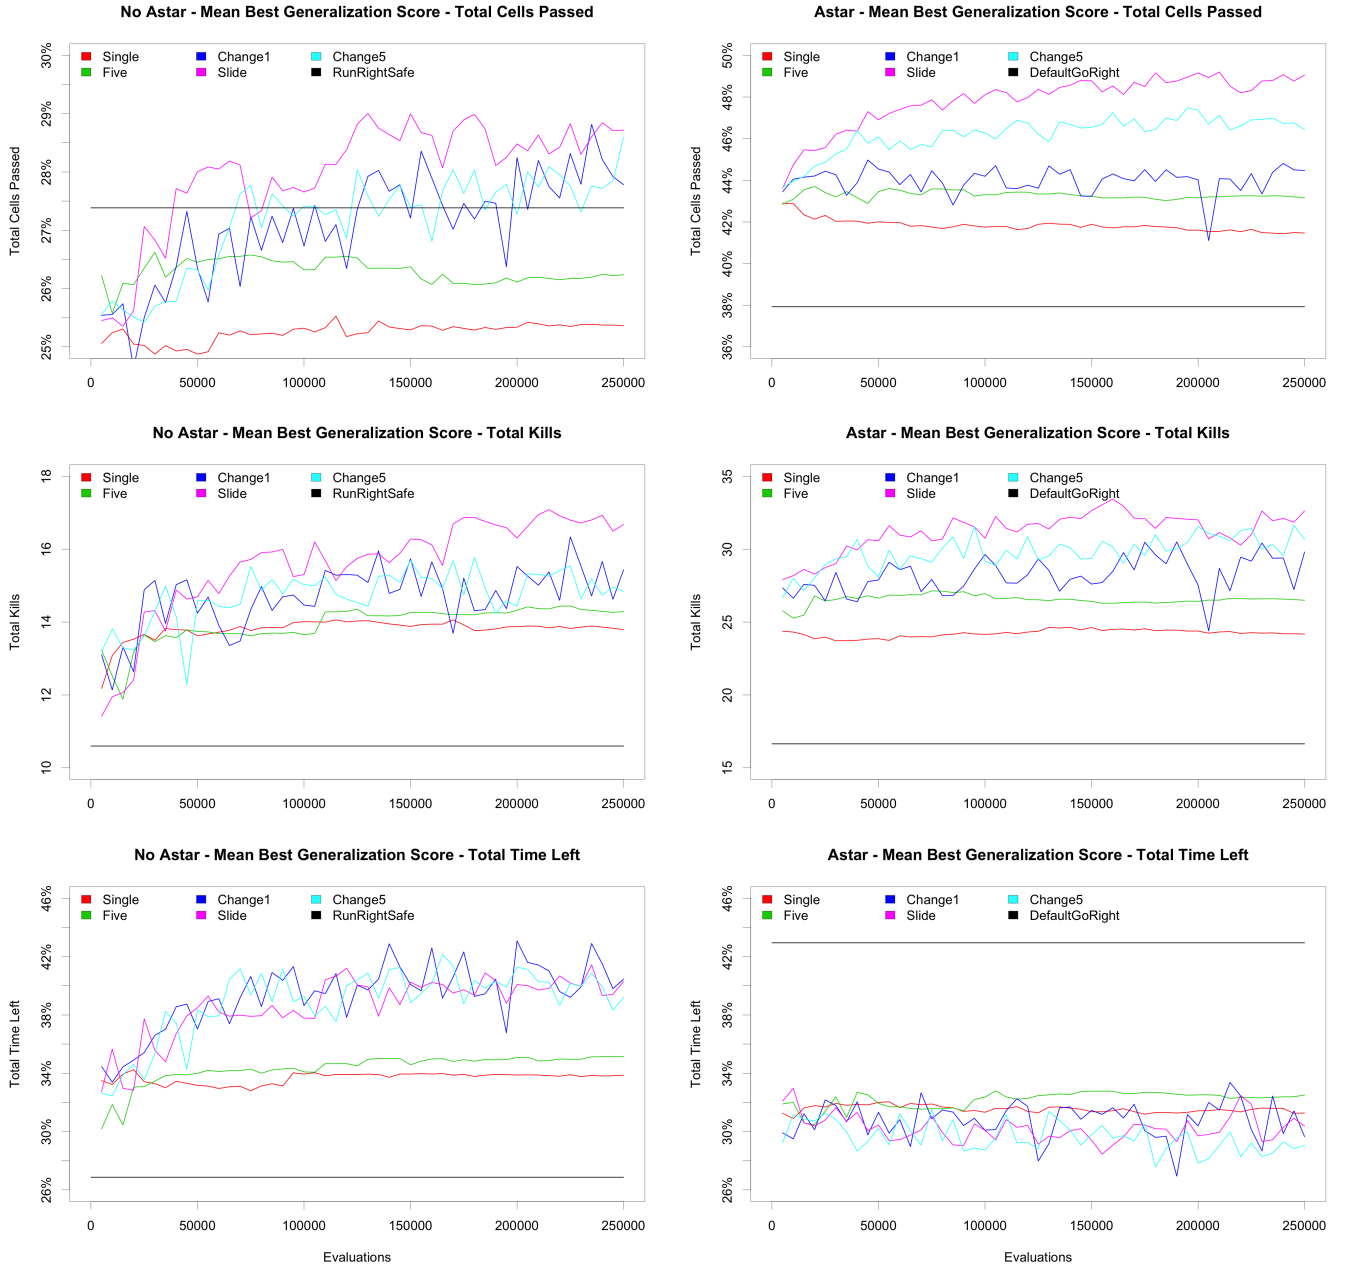 No Astar - Mean Best Generalization Score - Total Cells Passed
Total Cells Passed
30%
29%
28%
27%
26%
25%
Single Change1 Change5
Five Slide RunRightSafe
0 50000 100000 150000 200000 250000
Astar - Mean Best Generalization Score - Total Cells Passed
Total Cells Passed
50%
48%
46%
44%
42%
40%
38%
36%
Single Change1 Change5
Five Slide DefaultGoRight
0 50000 100000 150000 200000 250000
No Astar - Mean Best Generalization Score - Total Kills
Total Kills
18
16
14
12
10
Single Change1 Change5
Five Slide RunRightSafe
0 50000 100000 150000 200000 250000
Astar - Mean Best Generalization Score - Total Kills
Total Kills
35
30
25
20
15
Single Change1 Change5
Five Slide DefaultGoRight
0 50000 100000 150000 200000 250000
No Astar - Mean Best Generalization Score - Total Time Left
Total Time Left
46%
42%
38%
34%
30%
26%
Single Change1 Change5
Five Slide RunRightSafe
0 50000 100000 150000 200000 250000
Evaluations
Astar - Mean Best Generalization Score - Total Time Left
Total Time Left
46%
42%
38%
34%
30%
26%
Single Change1 Change5
Five Slide DefaultGoRight
0 50000 100000 150000 200000 250000
Evaluations